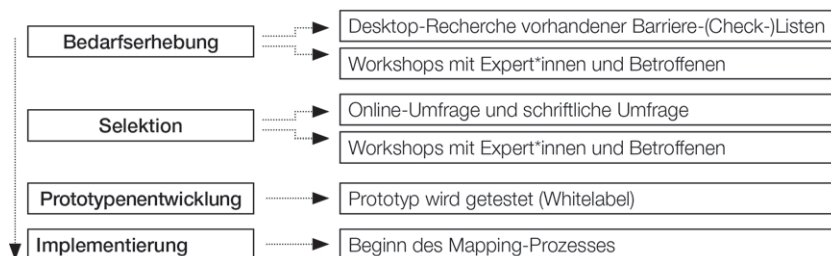 Bedarfserhebung
Desktop-Recherche vorhandener Barriere-(Check-)Listen
Workshops mit Expert*innen und Betroffenen
Selektion
Online-Umfrage und schriftliche Umfrage
Workshops mit Expert*innen und Betroffenen
Prototypenentwicklung
Prototyp wird getestet (Whitelabel)
Implementierung
Beginn des Mapping-Prozesses